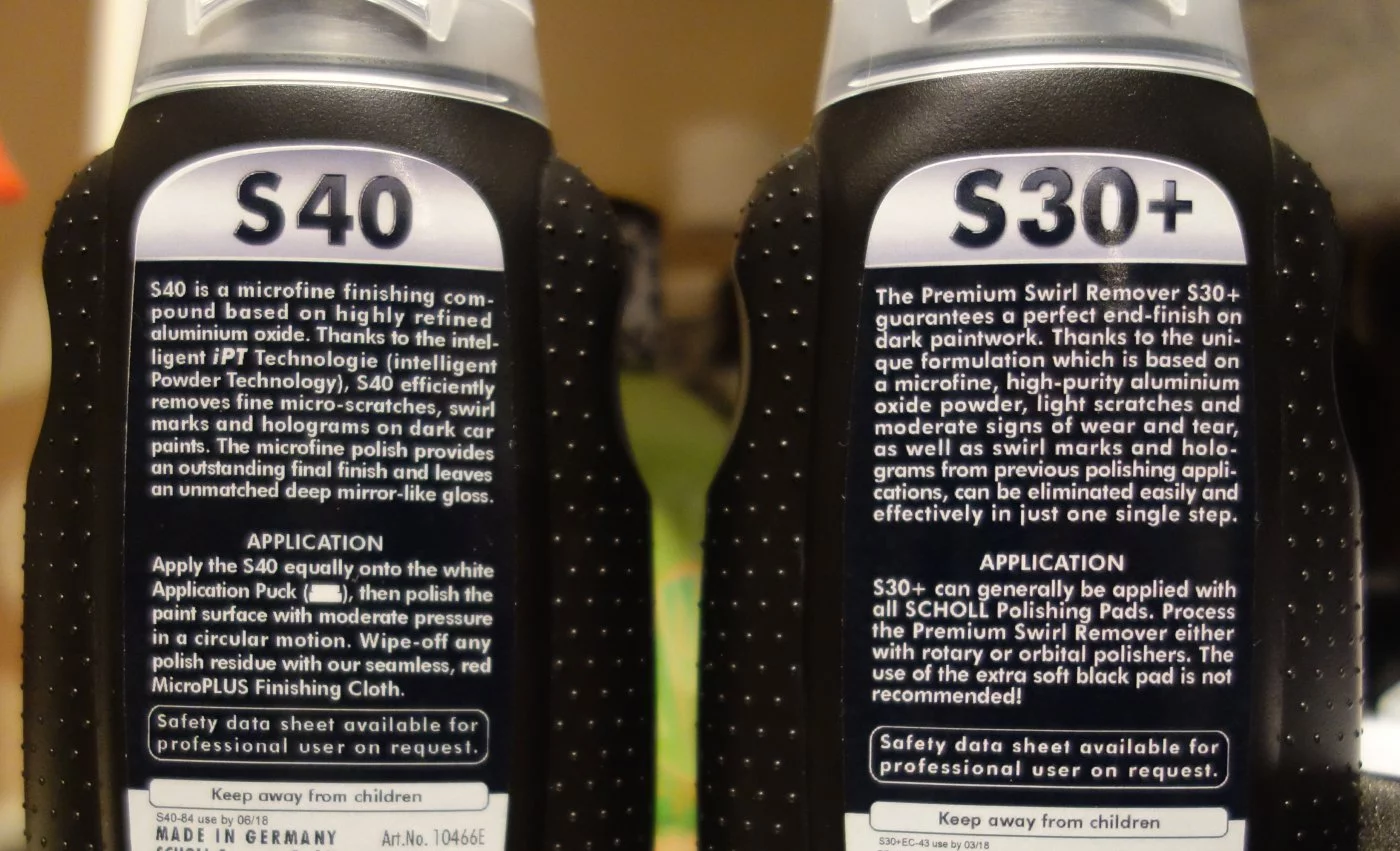 S40
S40 is a microfine finishing com-
pound based on highly refined
aluminium oxide. Thanks to the intel-
ligent iPT Technologie (intelligent
Powder Technology), S40 efficiently
removes fine micro-scratches, swirl
marks and holograms on dark car
paints. The microfine polish provides
an outstanding final finish and leaves
an unmatched deep mirror-like gloss.
APPLICATION
Apply the S40 equally onto the white
Application Puck ( ), then polish the
paint surface with moderate pressure
in a circular motion. Wipe-off any
polish residue with our seamless, red
MicroPLUS Finishing Cloth.
Safety data sheet available for
professional user on request.
Keep away from children
S40-84 use by 06/18
MADE IN GERMANY Art.No. 10466E
S30+
The Premium Swirl Remover S30+
guarantees a perfect end-finish on
dark paintwork. Thanks to the uni-
que formulation which is based on
a microfine, high-purity aluminium
oxide powder, light scratches and
moderate signs of wear and tear,
as well as swirl marks and holo-
grams from previous polishing appli-
cations, can be eliminated easily and
effectively in just one single step.
APPLICATION
S30+ can generally be applied with
all SCHOLL Polishing Pads. Process
the Premium Swirl Remover either
with rotary or orbital polishers. The
use of the extra soft black pad is not
recommended!
Safety data sheet available for
professional user on request.
Keep away from children
S30+EC-43 use by 03/18